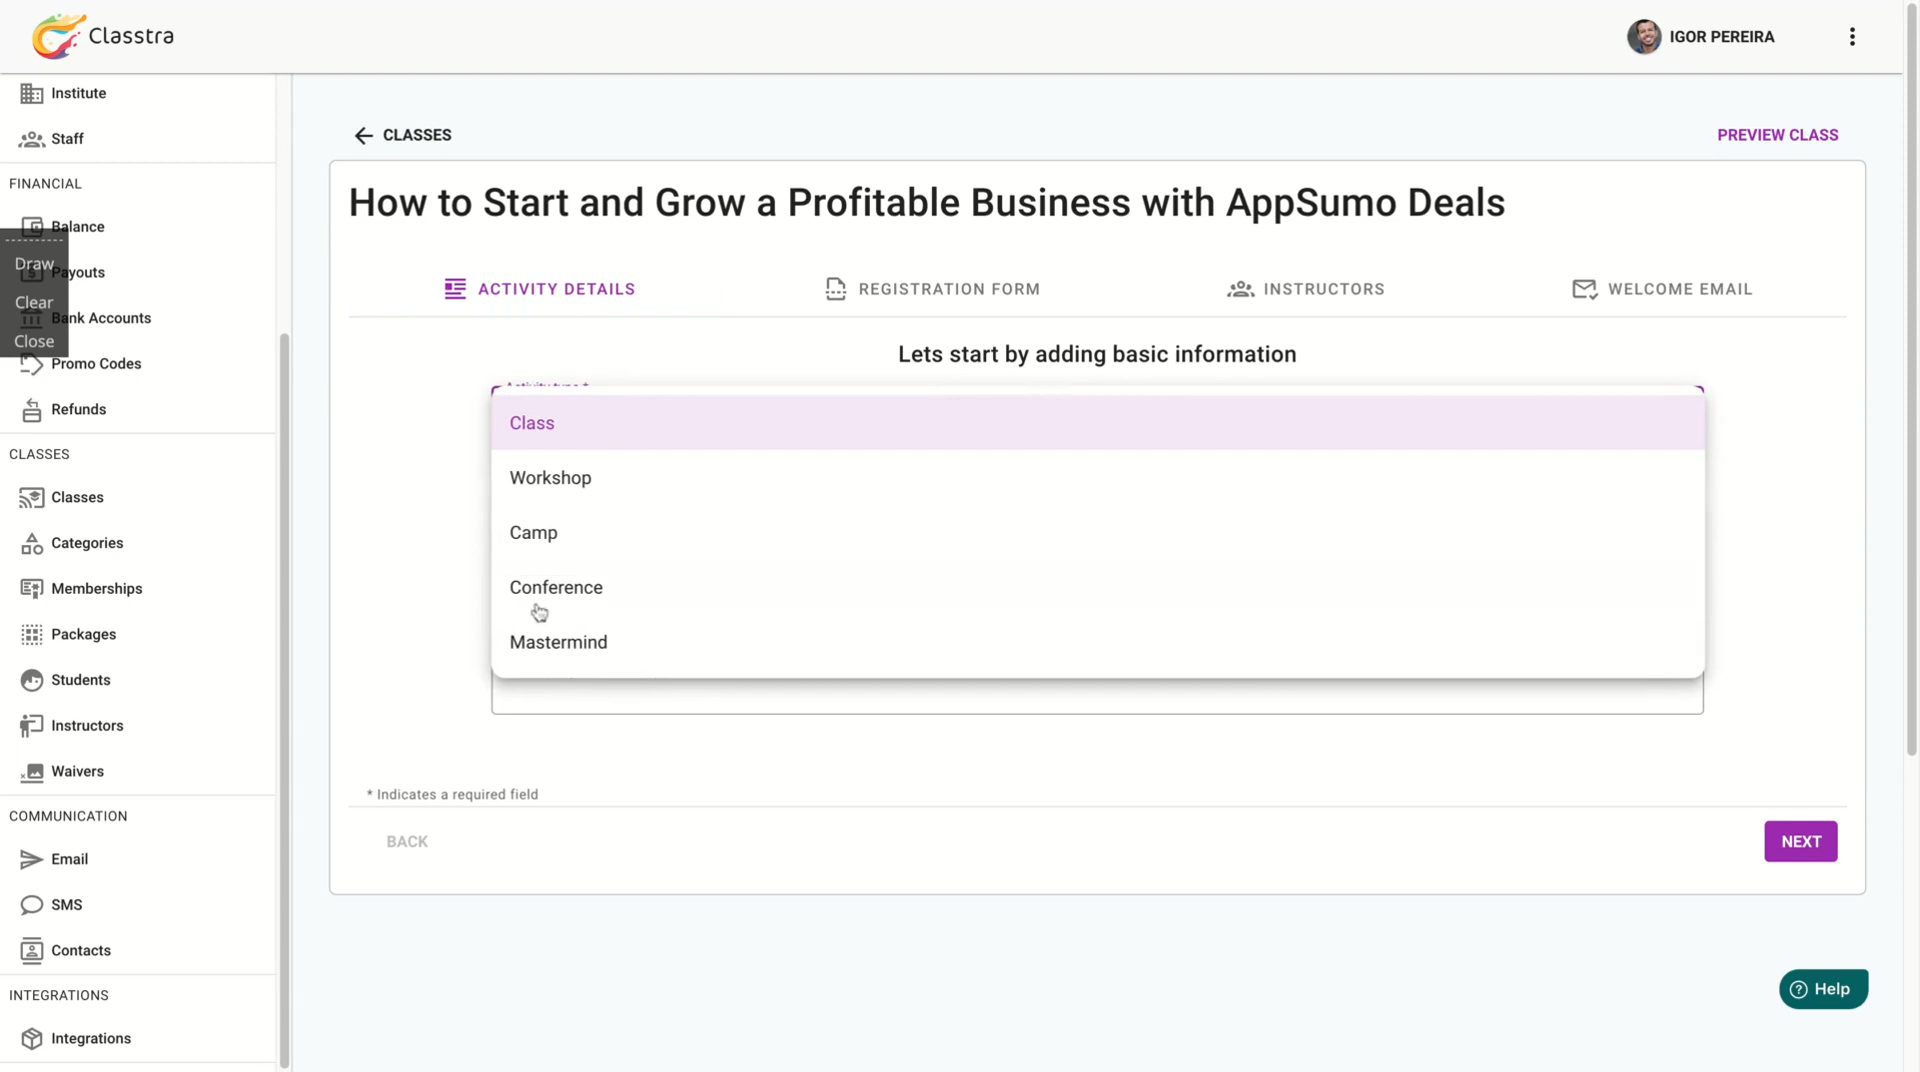 Classtra
IGOR PEREIRA
Institute
Staff
FINANCIAL
Balance
Payouts
Bank Accounts
Promo Codes
Refunds
Draw
Clear
Close
CLASSES
Classes
Categories
Memberships
Packages
Students
Instructors
Waivers
COMMUNICATION
Email
SMS
Contacts
INTEGRATIONS
Integrations
CLASSES
PREVIEW CLASS
How to Start and Grow a Profitable Business with AppSumo Deals
ACTIVITY DETAILS
REGISTRATION FORM
INSTRUCTORS
WELCOME EMAIL
Lets start by adding basic information
Activity type *
Class
Workshop
Camp
Conference
Mastermind
* Indicates a required field
BACK
NEXT
Help